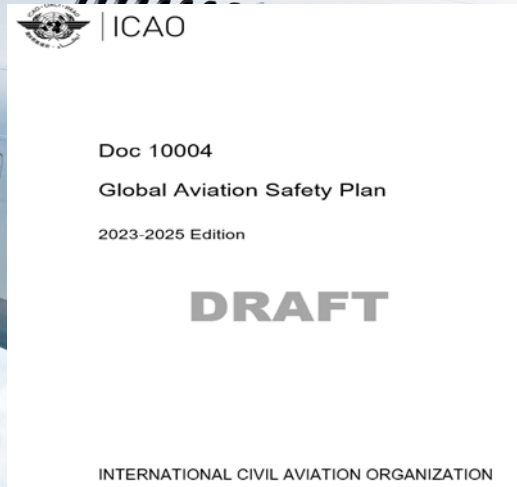 ICAO
Doc 10004
Global Aviation Safety Plan
2023-2025 Edition
DRAFT
INTERNATIONAL CIVIL AVIATION ORGANIZATION